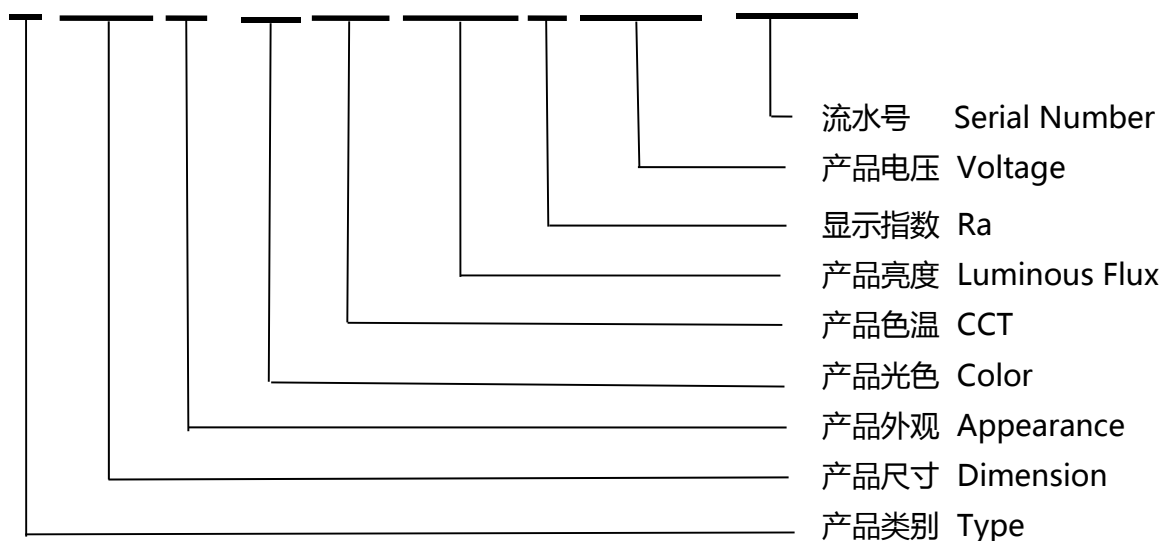 流水号 Serial Number
产品电压 Voltage
显示指数 Ra
产品亮度 Luminous Flux
产品色温 CCT
产品光色 Color
产品外观 Appearance
产品尺寸 Dimension
产品类别 Type